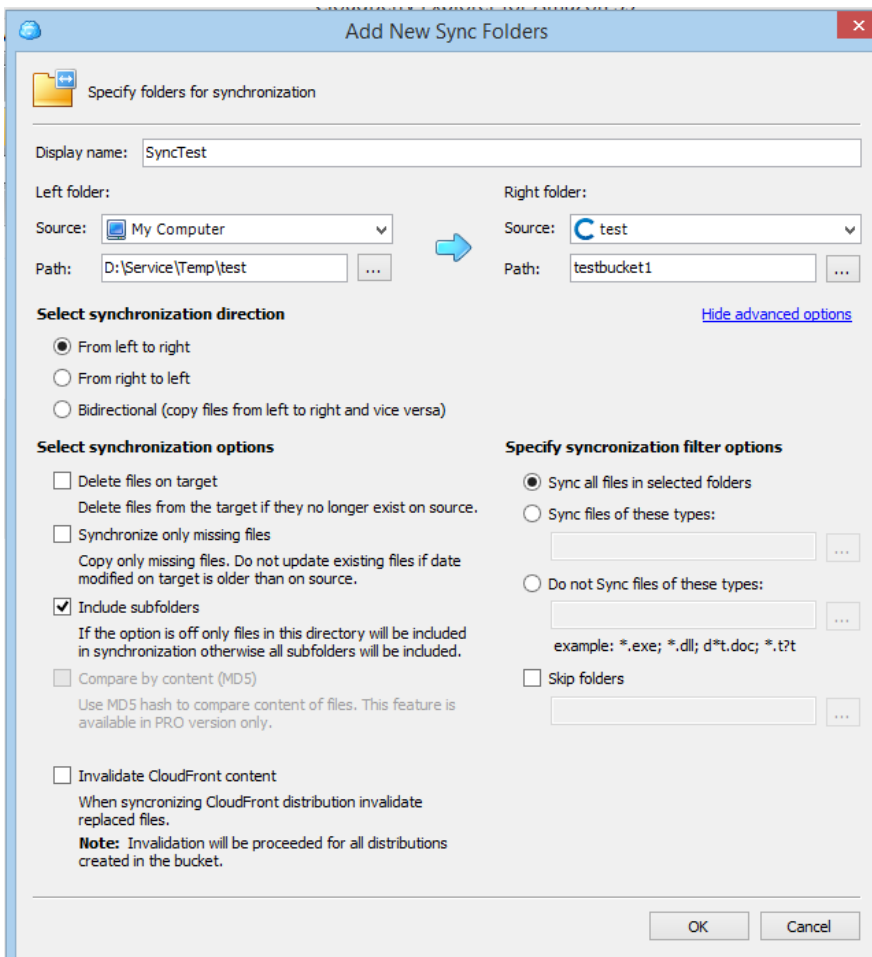 Add New Sync Folders
Specify folders for synchronization
Display name: SyncTest
Left folder:
Right folder:
Source: My Computer
Source: test
Path: D:\Service\Temp\test ...
Path: testbucket1 ...
Select synchronization direction
Hide advanced options
From left to right
From right to left
Bidirectional (copy files from left to right and vice versa)
Select synchronization options
Delete files on target
Delete files from the target if they no longer exist on source.
Synchronize only missing files
Copy only missing files. Do not update existing files if date
modified on target is older than on source.
Include subfolders
If the option is off only files in this directory will be included
in synchronization otherwise all subfolders will be included.
Compare by content (MD5)
Use MD5 hash to compare content of files. This feature is
available in PRO version only.
Invalidate CloudFront content
When syncronizing CloudFront distribution invalidate
replaced files.
Note: Invalidation will be proceeded for all distributions
created in the bucket.
Specify syncronization filter options
Sync all files in selected folders
Sync files of these types:
...
Do not Sync files of these types:
...
example: *.exe; *.dll; d*t.doc; *.t?t
Skip folders
...
OK
Cancel